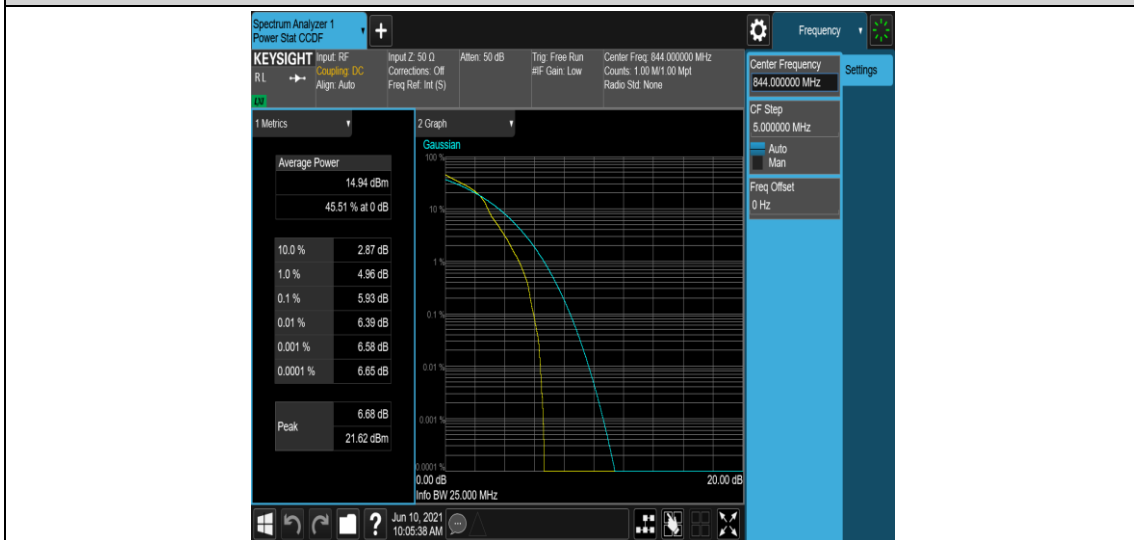 Spectrum Analyzer 1
Power Stat CCDF
+
Frequency
KEYSIGHT
RL
LXI
Input: RF
Coupling: DC
Align: Auto
Input Z: 50 Ω
Corrections: Off
Freq Ref: Int (S)
Atten: 50 dB
Trig: Free Run
#IF Gain: Low
Center Freq: 844.000000 MHz
Counts: 1.00 M/1.00 Mpt
Radio Std: None
Center Frequency
844.000000 MHz
Settings
CF Step
5.000000 MHz
Auto
Man
Freq Offset
0 Hz
1 Metrics
Average Power
14.94 dBm
45.51 % at 0 dB
10.0 % 2.87 dB
1.0 % 4.96 dB
0.1 % 5.93 dB
0.01 % 6.39 dB
0.001 % 6.58 dB
0.0001 % 6.65 dB
Peak
6.68 dB
21.62 dBm
2 Graph
Gaussian
100 %
10 %
1 %
0.1 %
0.01 %
0.001 %
0.0001 %
0.00 dB 20.00 dB
Info BW 25.000 MHz
?
Jun 10, 2021
10:05:38 AM